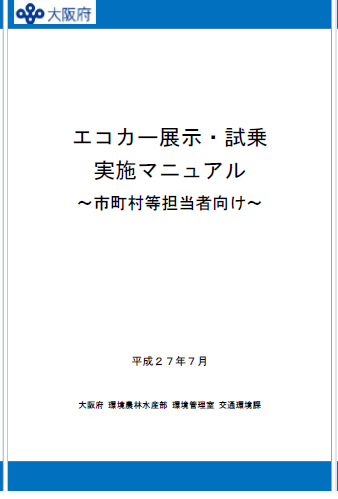 大阪府
エコカー展示・試乗
実施マニュアル
～市町村等担当者向け～
平成２７年７月
大阪府 環境農林水産部 環境管理室 交通環境課